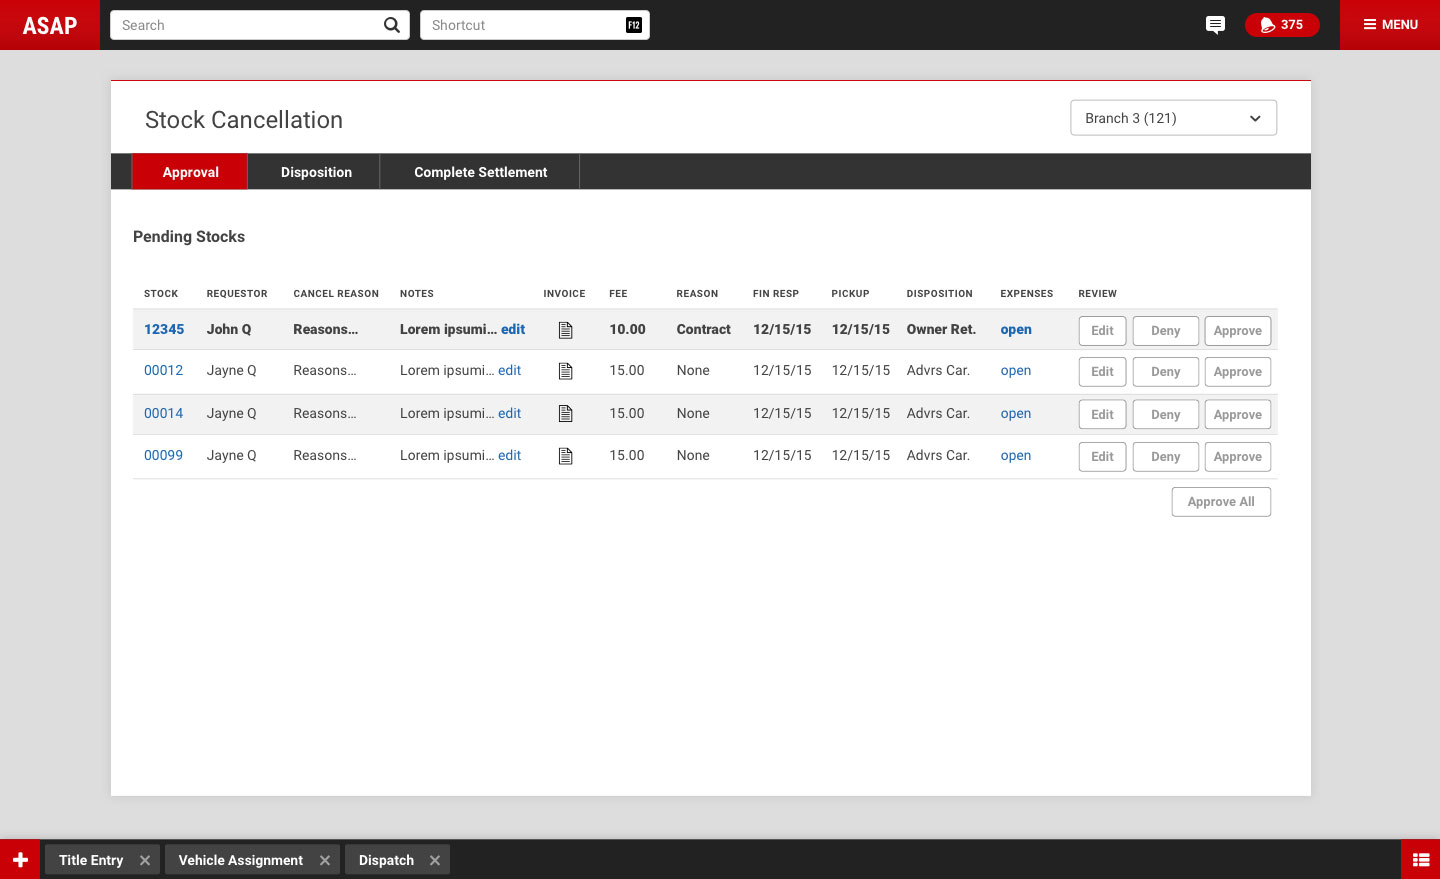 ASAP Search Shortcut F12 375 MENU
Stock Cancellation Branch 3 (121)
Approval Disposition Complete Settlement
Pending Stocks
STOCK REQUESTOR CANCEL REASON NOTES INVOICE FEE REASON FIN RESP PICKUP DISPOSITION EXPENSES REVIEW
12345 John Q Reasons... Lorem ipsumi... edit 10.00 Contract 12/15/15 12/15/15 Owner Ret. open Edit Deny Approve
00012 Jayne Q Reasons... Lorem ipsumi... edit 15.00 None 12/15/15 12/15/15 Advrs Car. open Edit Deny Approve
00014 Jayne Q Reasons... Lorem ipsumi... edit 15.00 None 12/15/15 12/15/15 Advrs Car. open Edit Deny Approve
00099 Jayne Q Reasons... Lorem ipsumi... edit 15.00 None 12/15/15 12/15/15 Advrs Car. open Edit Deny Approve
Approve All
Title Entry Vehicle Assignment Dispatch